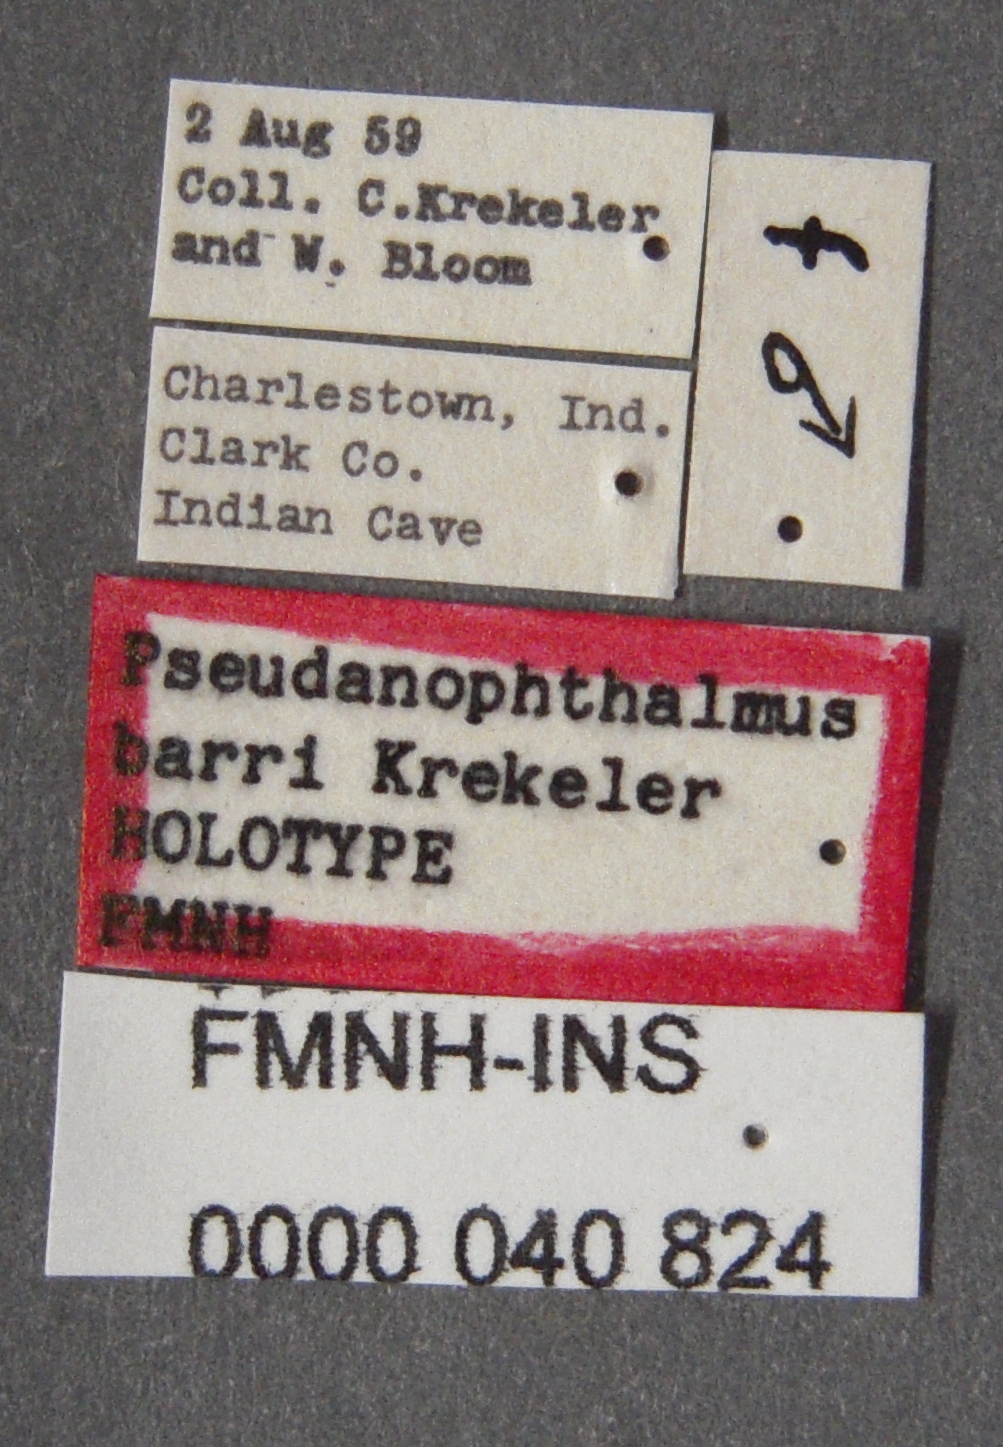 2 Aug 59
Coll. C.Krekeler
and W. Bloom
Charlestown, Ind.
Clark Co.
Indian Cave
♂
Pseudanophthalmus
barri Krekeler
HOLOTYPE
FMNH
FMNH-INS
0000 040 824